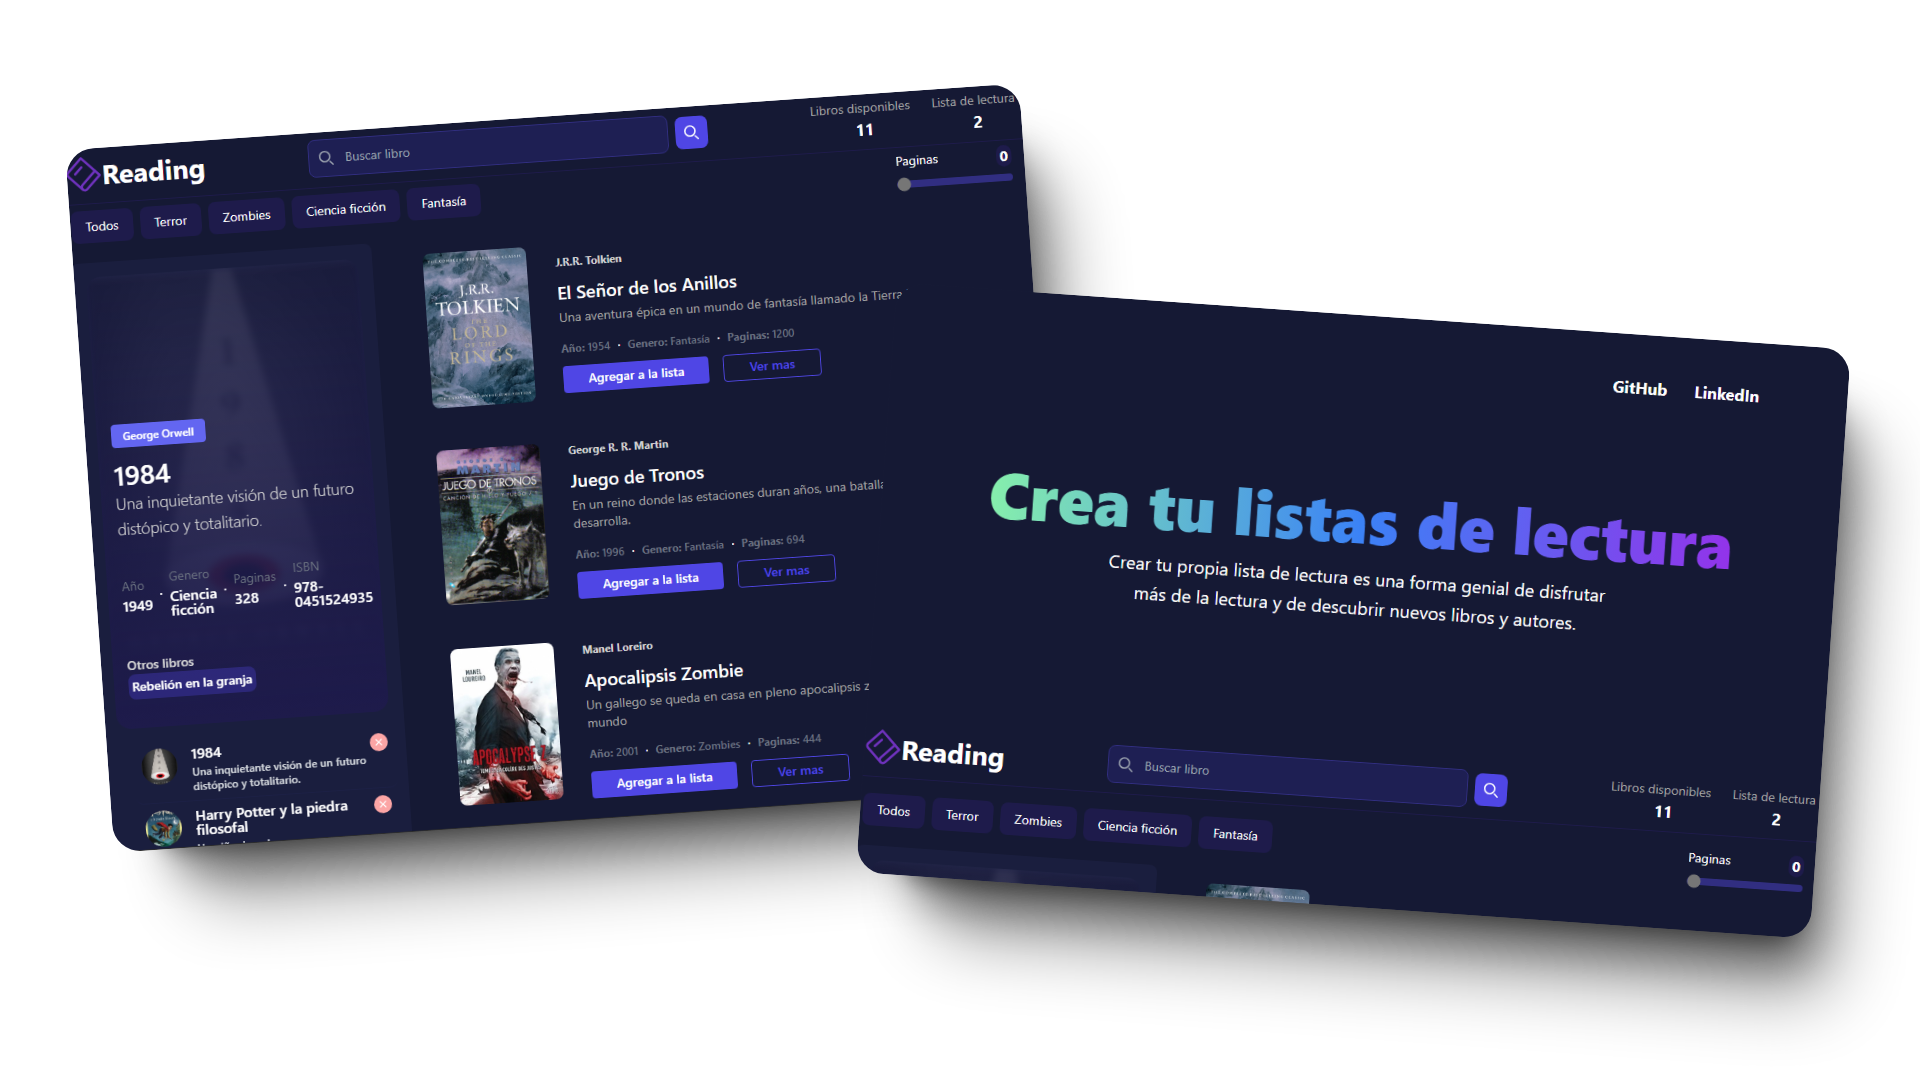 Reading
Buscar libro
Libros disponibles
11
Lista de lectura
2
Todos
Terror
Zombies
Ciencia ficción
Fantasía
Paginas
0
George Orwell
1984
Una inquietante visión de un futuro
distópico y totalitario.
Año
1949
·
Genero
Ciencia
ficción
·
Paginas
328
·
ISBN
978-
0451524935
Otros libros
Rebelión en la granja
1984
Una inquietante visión de un futuro
distópico y totalitario.
Harry Potter y la piedra
filosofal
J.R.R.
TOLKIEN
THE
LORD
OF THE
RINGS
J.R.R. Tolkien
El Señor de los Anillos
Una aventura épica en un mundo de fantasía llamado la Tierra
Año: 1954 • Genero: Fantasía • Paginas: 1200
Agregar a la lista
Ver mas
MARTIN
JUEGO DE TRONOS
CANCIÓN DE HIELO Y FUEGO
George R. R. Martin
Juego de Tronos
En un reino donde las estaciones duran años, una batalla
desarrolla.
Año: 1996 • Genero: Fantasía • Paginas: 694
Agregar a la lista
Ver mas
MANEL
LOUREIRO
APOCALYPSE Z
Manel Loreiro
Apocalipsis Zombie
Un gallego se queda en casa en pleno apocalipsis z
mundo
Año: 2001 • Genero: Zombies • Paginas: 444
Agregar a la lista
Ver mas
GitHub
LinkedIn
Crea tu listas de lectura
Crear tu propia lista de lectura es una forma genial de disfrutar
más de la lectura y de descubrir nuevos libros y autores.
Reading
Buscar libro
Libros disponibles
11
Lista de lectura
2
Todos
Terror
Zombies
Ciencia ficción
Fantasía
Paginas
0